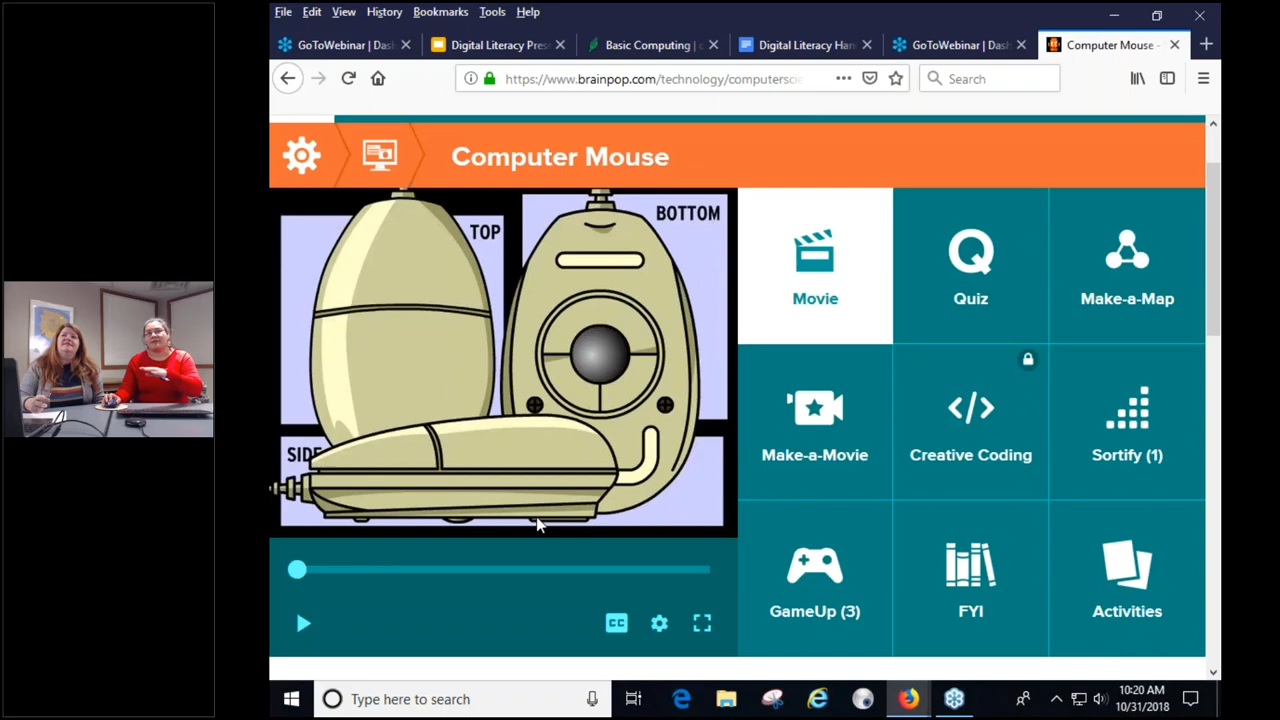 File Edit View History Bookmarks Tools Help
GoToWebinar | Das
Digital Literacy Pres
Basic Computing |
Digital Literacy Han
GoToWebinar | Das
Computer Mouse -
https://www.brainpop.com/technology/computerscie
Search
Computer Mouse
TOP
BOTTOM
SIDE
Movie
Quiz
Make-a-Map
Make-a-Movie
Creative Coding
Sortify (1)
GameUp (3)
FYI
Activities
CC
Type here to search
10:20 AM
10/31/2018